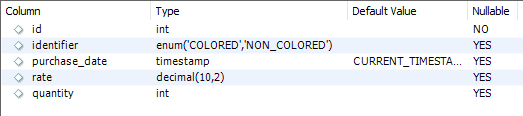 Column Type Default Value Nullable
id int NO
identifier enum('COLORED','NON_COLORED') YES
purchase_date timestamp CURRENT_TIMESTA... YES
rate decimal(10,2) YES
quantity int YES